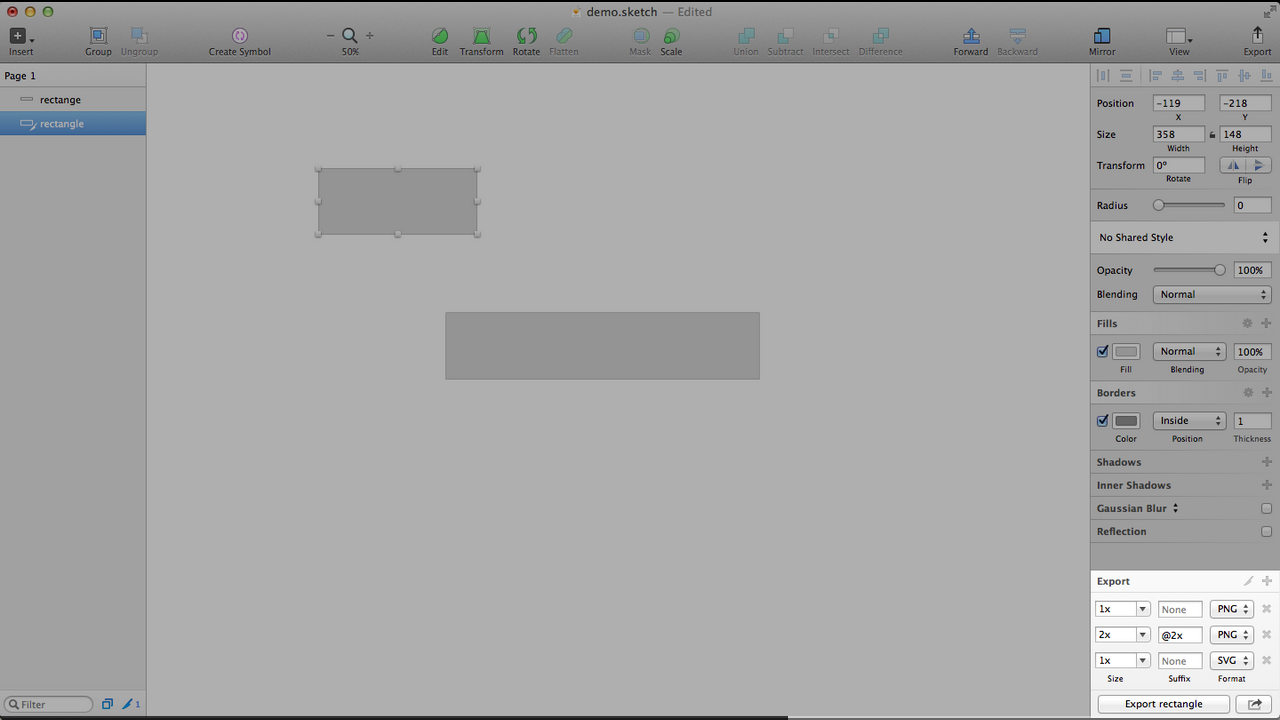 demo.sketch — Edited
Insert Group Ungroup Create Symbol 50% Edit Transform Rotate Flatten Mask Scale Union Subtract Intersect Difference Forward Backward Mirror View Export
Page 1
rectange
rectangle
Filter
1
Position -119 -218
X Y
Size 358 148
Width Height
Transform 0°
Rotate Flip
Radius 0
No Shared Style
Opacity 100%
Blending Normal
Fills
Normal 100%
Fill Blending Opacity
Borders
Inside 1
Color Position Thickness
Shadows
Inner Shadows
Gaussian Blur
Reflection
Export
1x None PNG
2x @2x PNG
1x None SVG
Size Suffix Format
Export rectangle